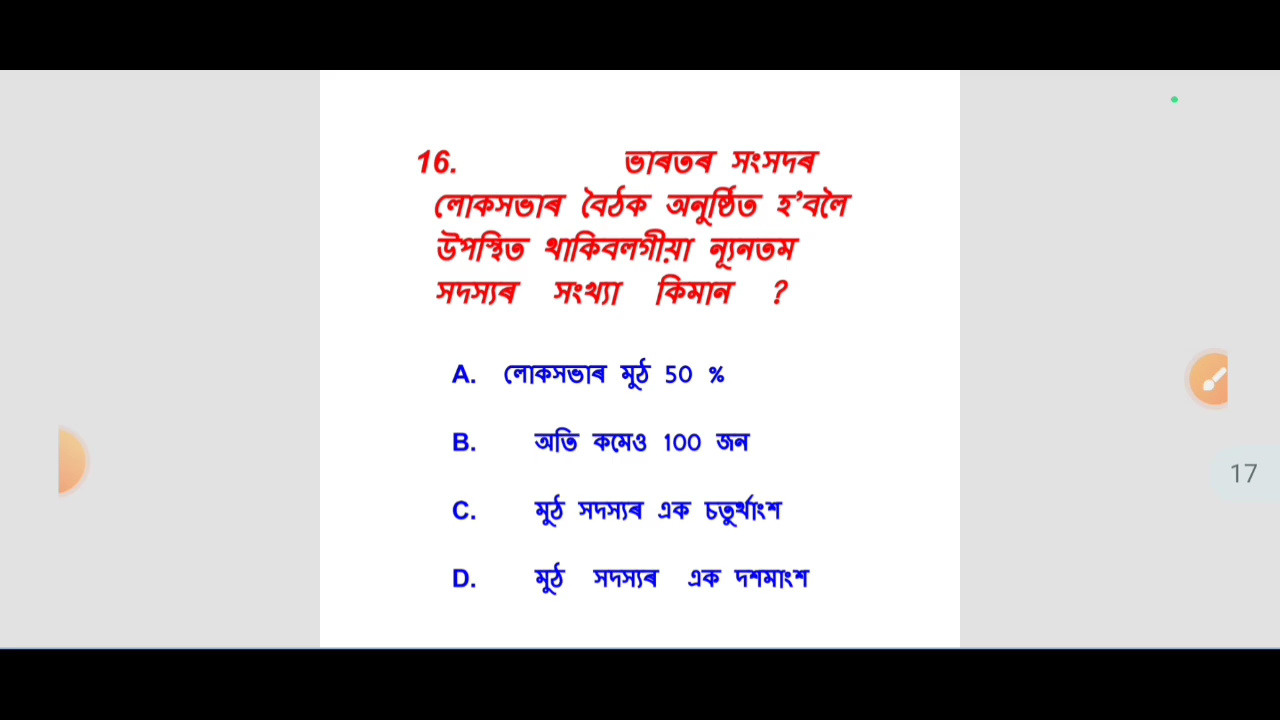 16. ভাৰতৰ সংসদৰ
লোকসভাৰ বৈঠক অনুষ্ঠিত হ’বলৈ
উপস্থিত থাকিবলগীয়া ন্যূনতম
সদস্যৰ সংখ্যা কিমান ?
A. লোকসভাৰ মুঠ 50 %
B. অতি কমেও 100 জন
C. মুঠ সদস্যৰ এক চতুৰ্থাংশ
17
D. মুঠ সদস্যৰ এক দশমাংশ